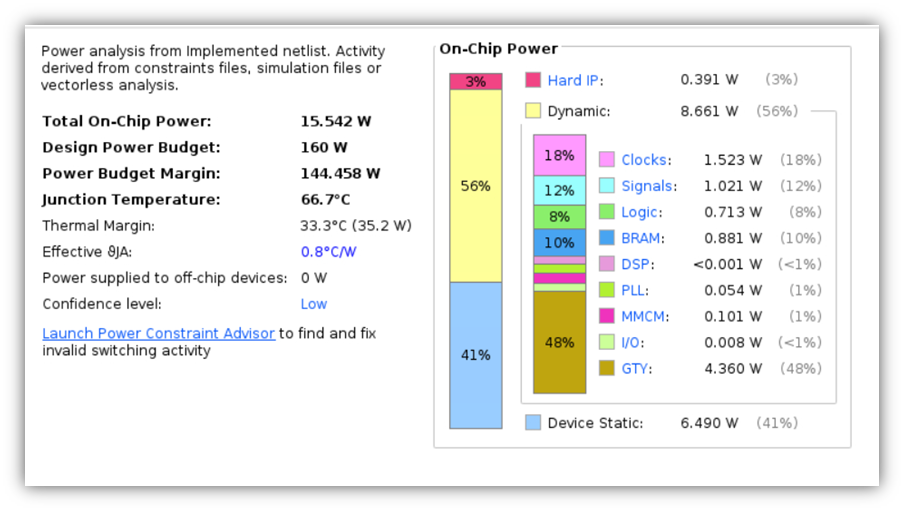 Power analysis from Implemented netlist. Activity
derived from constraints files, simulation files or
vectorless analysis.
Total On-Chip Power: 15.542 W
Design Power Budget: 160 W
Power Budget Margin: 144.458 W
Junction Temperature: 66.7°C
Thermal Margin: 33.3°C (35.2 W)
Effective ϑJA: 0.8°C/W
Power supplied to off-chip devices: 0 W
Confidence level: Low
Launch Power Constraint Advisor to find and fix
invalid switching activity
On-Chip Power
3%
56%
41%
Hard IP: 0.391 W (3%)
Dynamic: 8.661 W (56%)
18%
12%
8%
10%
48%
Clocks: 1.523 W (18%)
Signals: 1.021 W (12%)
Logic: 0.713 W (8%)
BRAM: 0.881 W (10%)
DSP: <0.001 W (<1%)
PLL: 0.054 W (1%)
MMCM: 0.101 W (1%)
I/O: 0.008 W (<1%)
GTY: 4.360 W (48%)
Device Static: 6.490 W (41%)